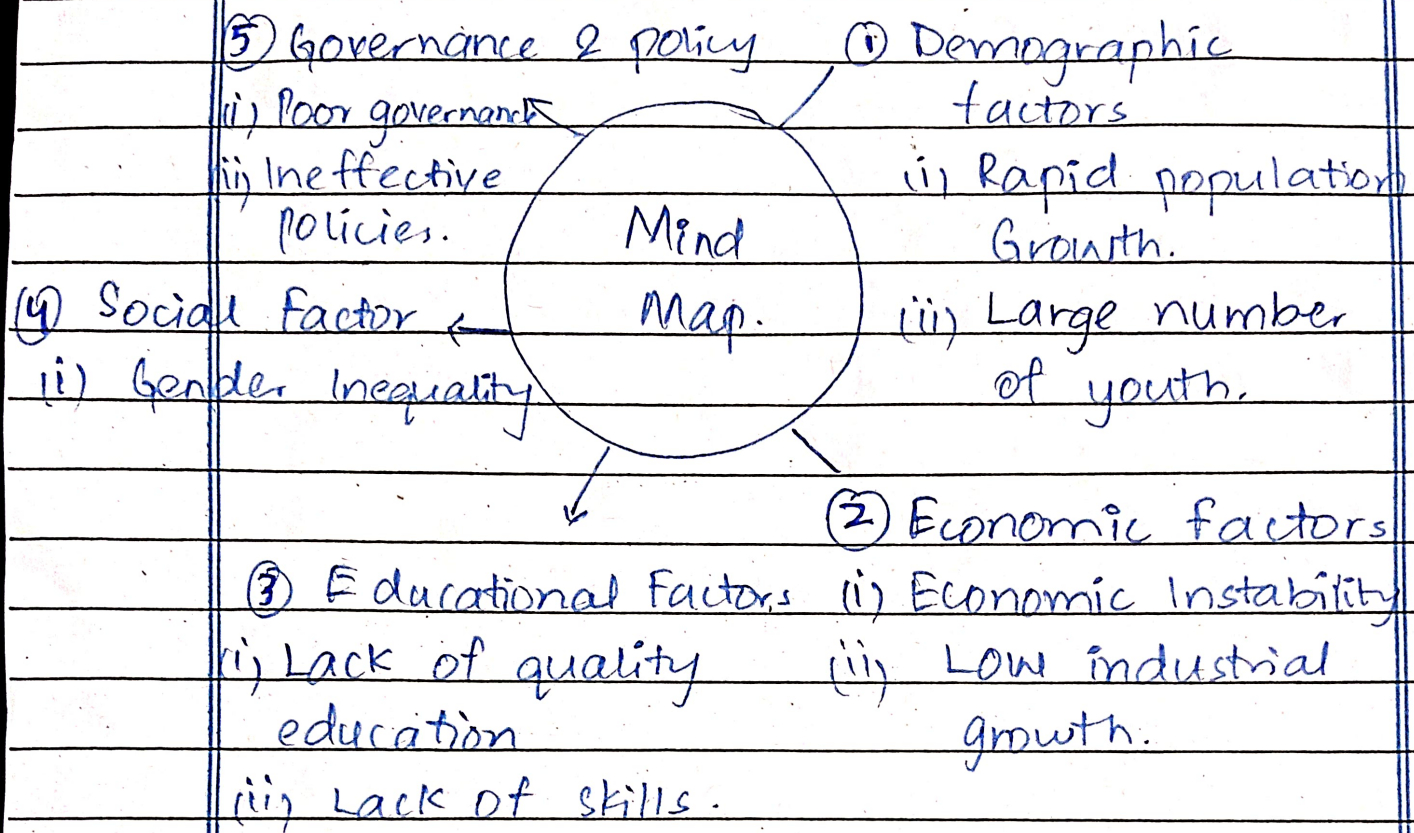 Mind
Map.
① Demographic
factors
(i) Rapid population
Growth.
(ii) Large number
of youth.
② Economic factors
(i) Economic Instability
(ii) Low industrial
growth.
③ Educational Factors
(i) Lack of quality
education
(ii) Lack of skills.
④ Social factor
(i) Gender Inequality
⑤ Governance & policy
(i) Poor governance
(ii) Ineffective
policies.